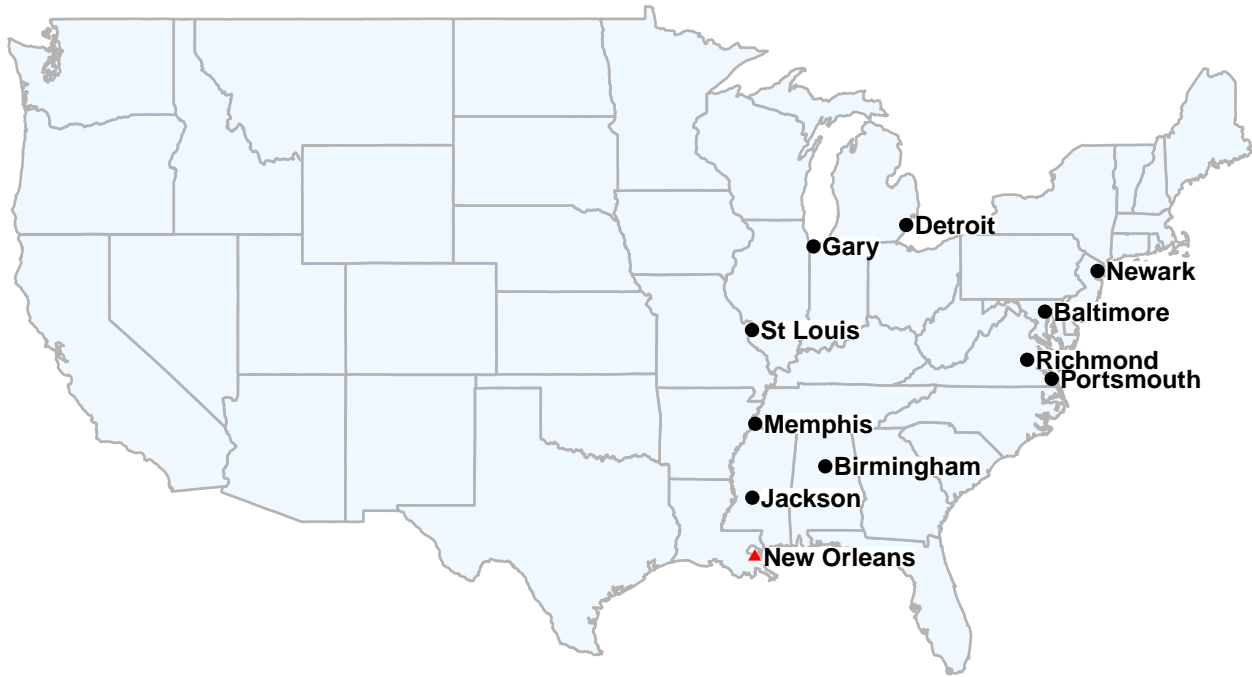 Detroit
Gary
Newark
Baltimore
St Louis
Richmond
Portsmouth
Memphis
Birmingham
Jackson
New Orleans